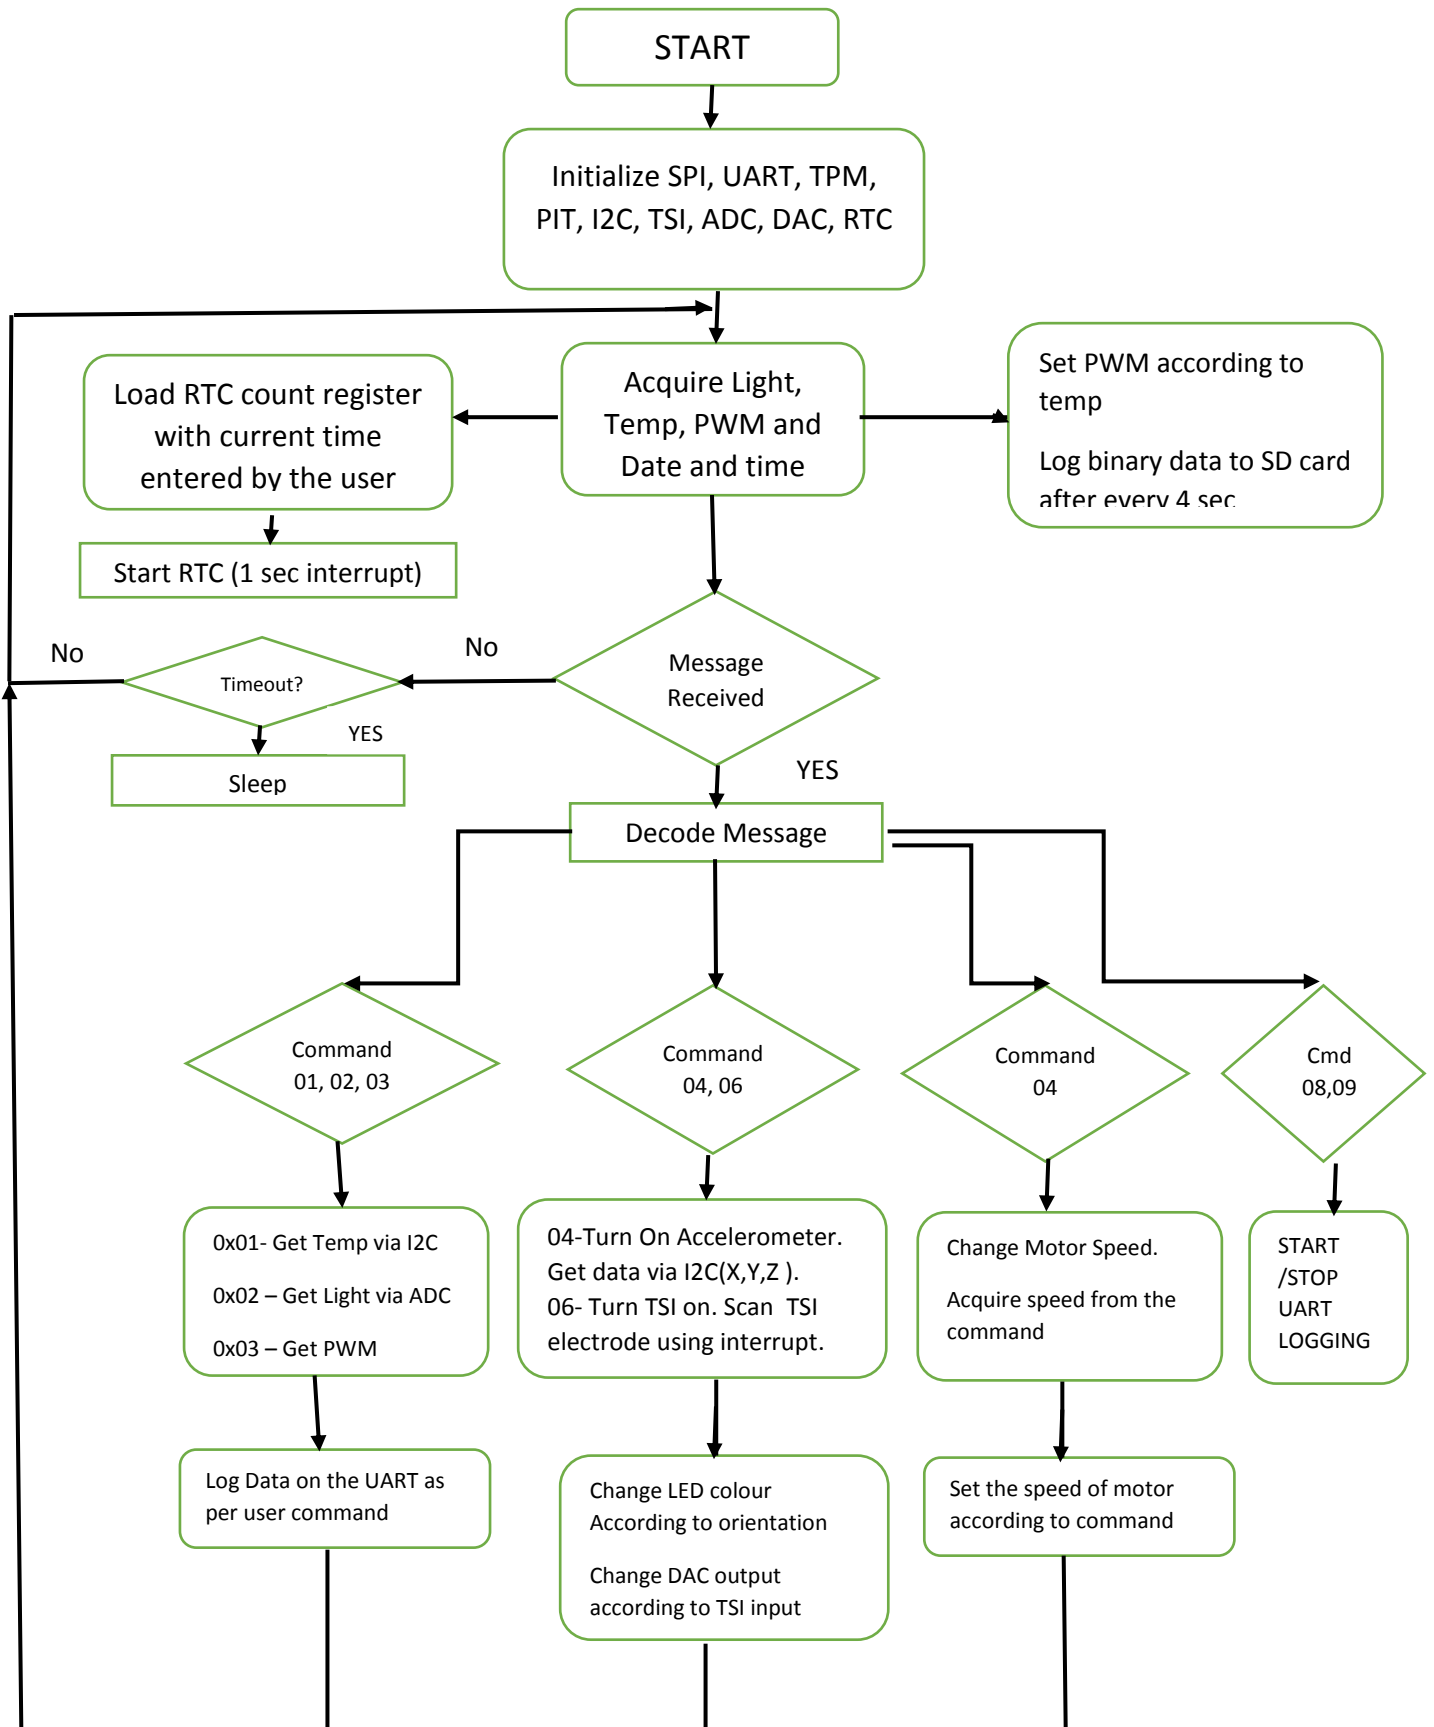 START
Initialize SPI, UART, TPM,
PIT, I2C, TSI, ADC, DAC, RTC
Load RTC count register
with current time
entered by the user
Acquire Light,
Temp, PWM and
Date and time
Set PWM according to
temp
Log binary data to SD card
after every 4 sec
Start RTC (1 sec interrupt)
No
Timeout?
No
Message
Received
YES
Sleep
YES
Decode Message
Command
01, 02, 03
Command
04, 06
Command
04
Cmd
08,09
0x01- Get Temp via I2C
0x02 – Get Light via ADC
0x03 – Get PWM
04-Turn On Accelerometer.
Get data via I2C(X,Y,Z ).
06- Turn TSI on. Scan  TSI
electrode using interrupt.
Change Motor Speed.
Acquire speed from the
command
START
/STOP
UART
LOGGING
Log Data on the UART as
per user command
Change LED colour
According to orientation
Change DAC output
according to TSI input
Set the speed of motor
according to command